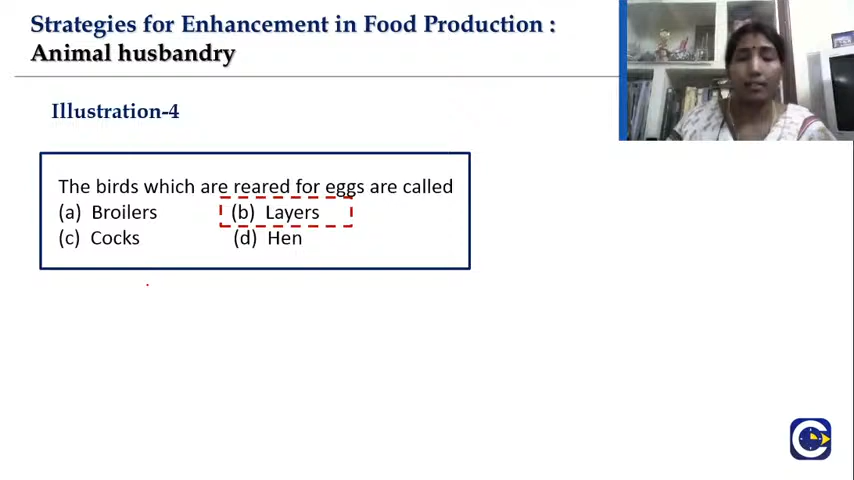 Strategies for Enhancement in Food Production :
Animal husbandry
Illustration-4
The birds which are reared for eggs are called
(a) Broilers (b) Layers
(c) Cocks (d) Hen